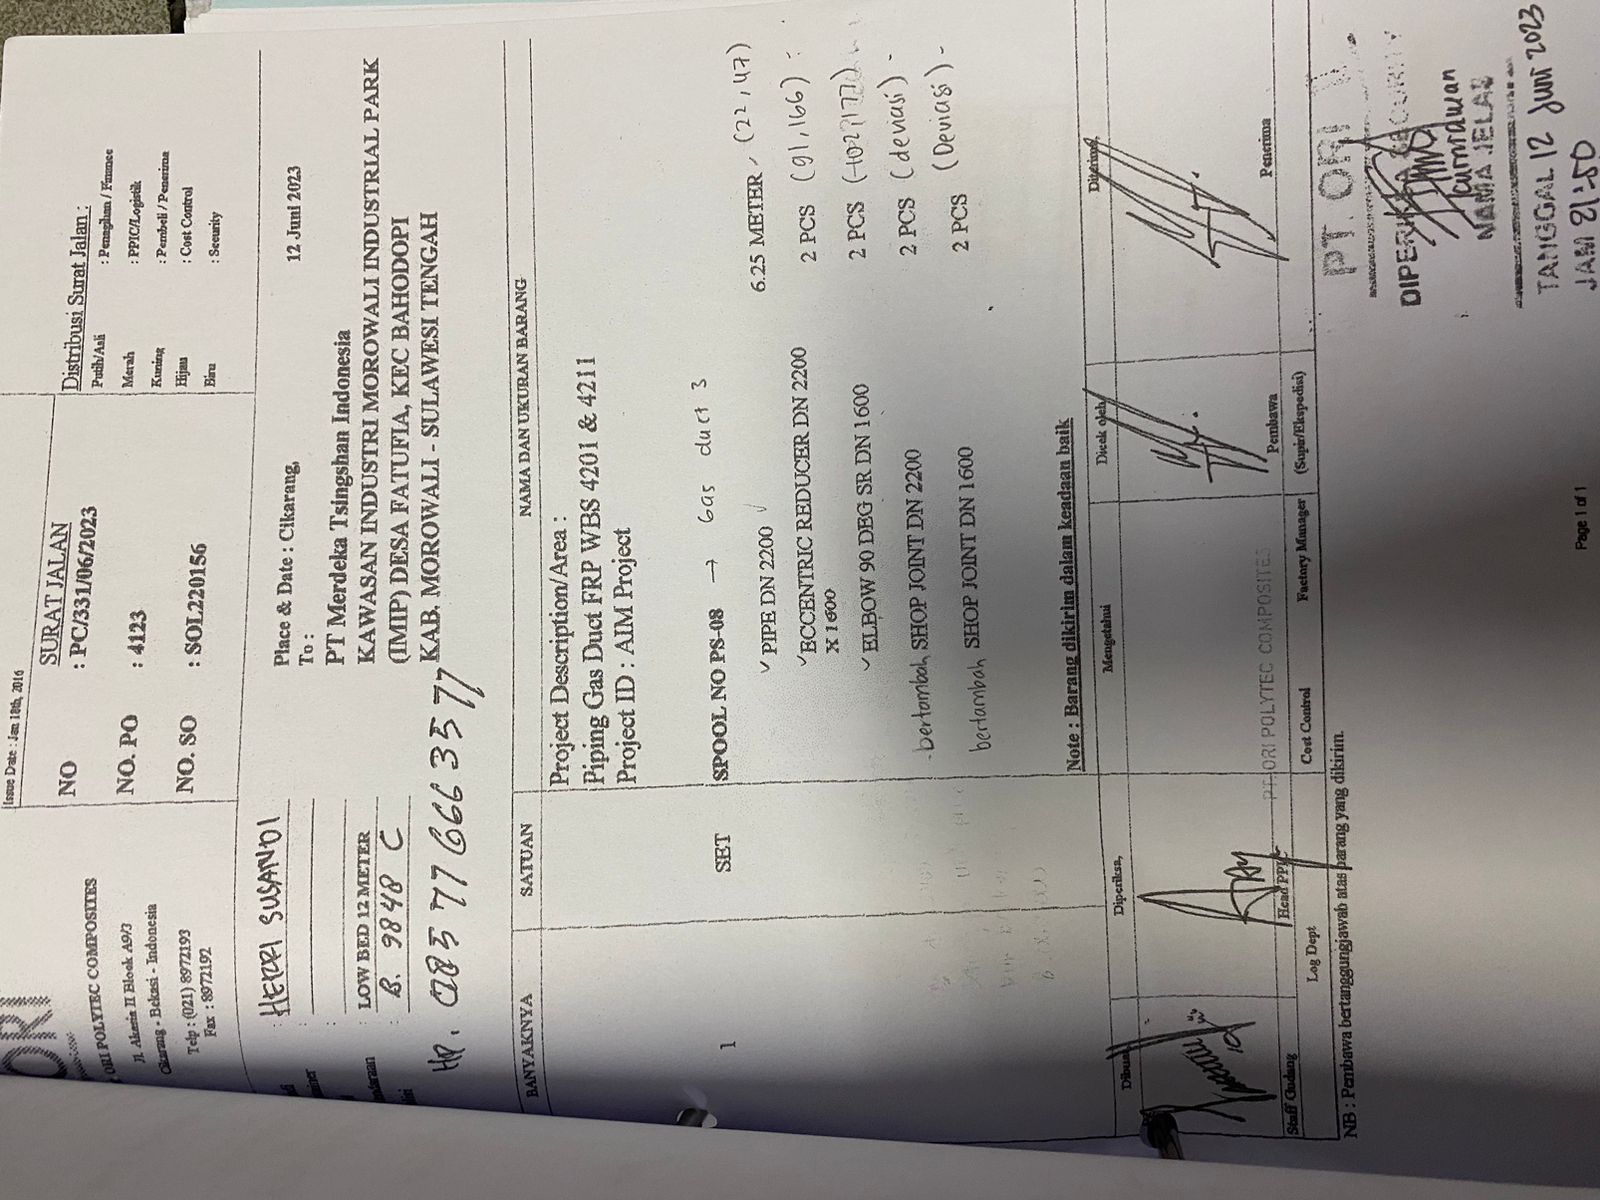 Issue Date : Jan 18th, 2016
ORI
ORI POLYTEC COMPOSITES
Jl. Akasia II Block A9/3
Cikarang - Bekasi - Indonesia
Telp : (021) 8972193
Fax : 8972192
SURAT JALAN
NO : PC/331/06/2023
NO. PO : 4123
NO. SO : SOL220156
Distribusi Surat Jalan :
Putih/Asli : Penagihan / Finance
Merah : PPIC/Logistik
Kuning : Pembeli / Penerima
Hijau : Cost Control
Biru : Security
: HERRI SUSANDI
:
: LOW BED 12 METER
: B. 9848 C
HP. 083 77 666 3577
Place & Date : Cikarang, 12 Juni 2023
To :
PT Merdeka Tsingshan Indonesia
KAWASAN INDUSTRI MOROWALI INDUSTRIAL PARK
(IMIP) DESA FATUFIA, KEC BAHODOPI
KAB. MOROWALI - SULAWESI TENGAH
BANYAKNYA SATUAN NAMA DAN UKURAN BARANG
Project Description/Area :
Piping Gas Duct FRP WBS 4201 & 4211
Project ID : AIM Project
1 SET SPOOL NO PS-08 → Gas duct 3
✓ PIPE DN 2200 ✓ 6.25 METER, (22,47)
✓ ECCENTRIC REDUCER DN 2200 2 PCS (91,166)
X 1600
✓ ELBOW 90 DEG SR DN 1600 2 PCS
- bertambah SHOP JOINT DN 2200 2 PCS (deviasi) -
bertambah SHOP JOINT DN 1600 2 PCS (Deviasi) -
Note : Barang dikirim dalam keadaan baik
Diperiksa, Mengetahui Dicek oleh Diterima,
PT. ORI POLYTEC COMPOSITES
Staff Gudang Head PPIC Pembawa Penerima
Log Dept Cost Control Factory Manager (Supir/Ekspedisi)
NB : Pembawa bertanggungjawab atas barang yang dikirim.
PT. ORI
DIPERIKSA SECURITY
NAMA JELAS
TANGGAL 12 Juni 2023
JAM 21:50
Page 1 of 1